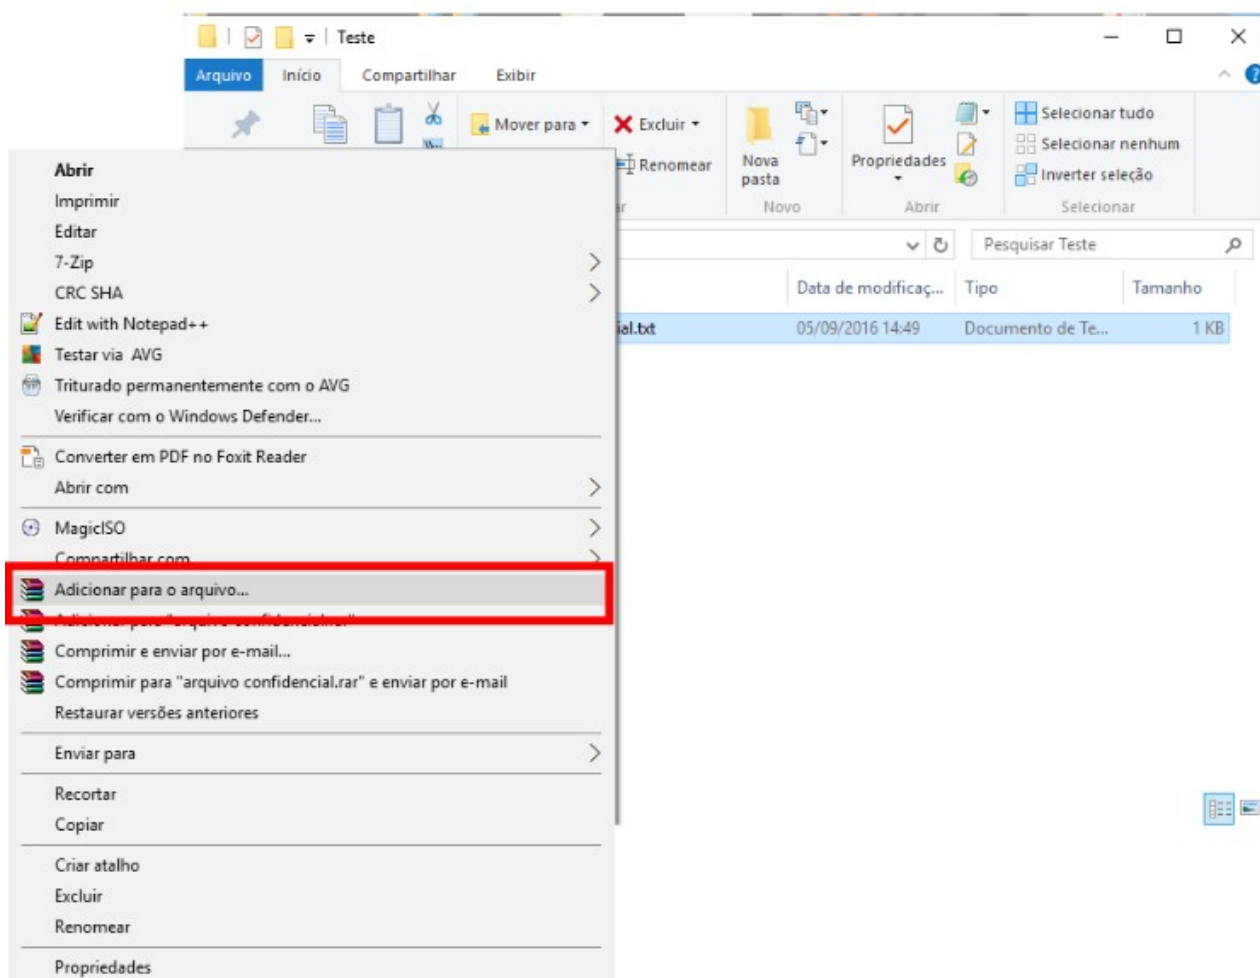 Teste
Arquivo Início Compartilhar Exibir
Mover para Excluir Selecionar tudo
Renomear Nova pasta Propriedades Selecionar nenhum
Inverter seleção
Novo Abrir Selecionar
Pesquisar Teste
Data de modificaç... Tipo Tamanho
ial.txt 05/09/2016 14:49 Documento de Te... 1 KB
Abrir
Imprimir
Editar
7-Zip
CRC SHA
Edit with Notepad++
Testar via AVG
Triturado permanentemente com o AVG
Verificar com o Windows Defender...
Converter em PDF no Foxit Reader
Abrir com
MagicISO
Compartilhar com
Adicionar para o arquivo...
Adicionar para "arquivo confidencial.rar"
Comprimir e enviar por e-mail...
Comprimir para "arquivo confidencial.rar" e enviar por e-mail
Restaurar versões anteriores
Enviar para
Recortar
Copiar
Criar atalho
Excluir
Renomear
Propriedades